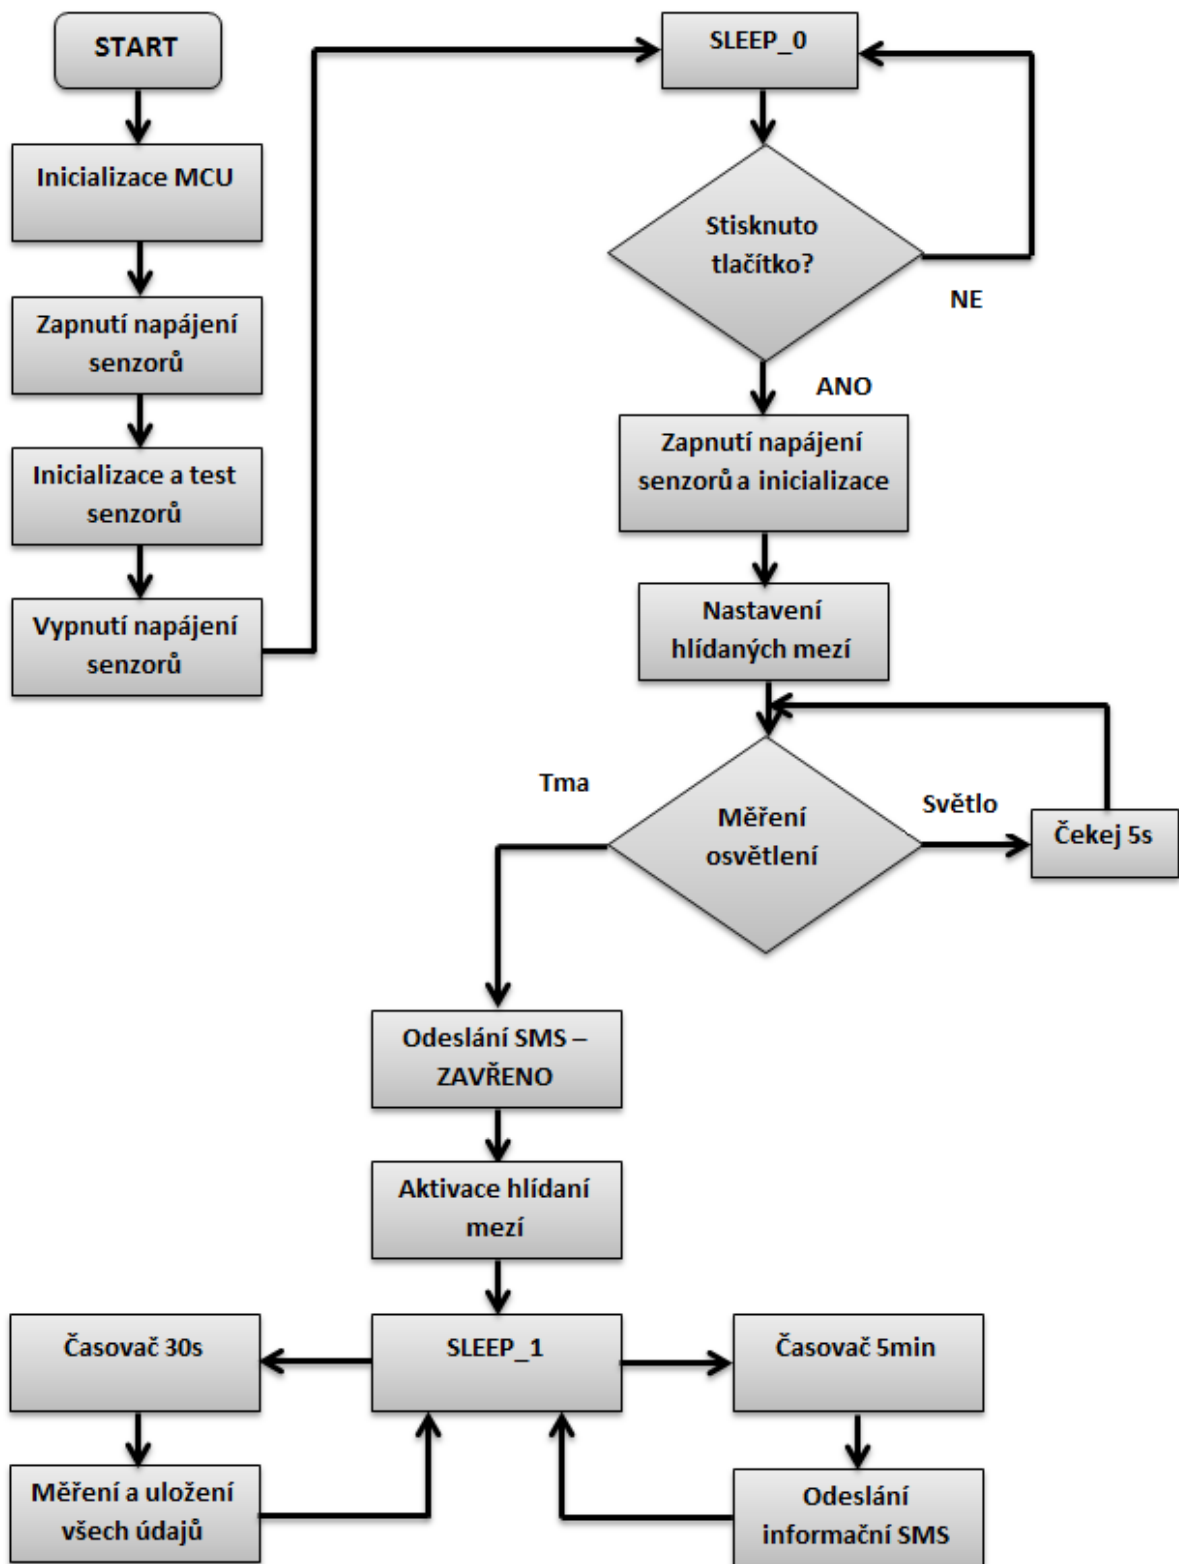 START
Inicializace MCU
Zapnutí napájení
senzorů
Inicializace a test
senzorů
Vypnutí napájení
senzorů
SLEEP_0
Stisknuto
tlačítko?
NE
ANO
Zapnutí napájení
senzorů a inicializace
Nastavení
hlídaných mezí
Měření
osvětlení
Světlo
Čekej 5s
Tma
Odeslání SMS –
ZAVŘENO
Aktivace hlídaní
mezí
SLEEP_1
Časovač 30s
Měření a uložení
všech údajů
Časovač 5min
Odeslání
informační SMS